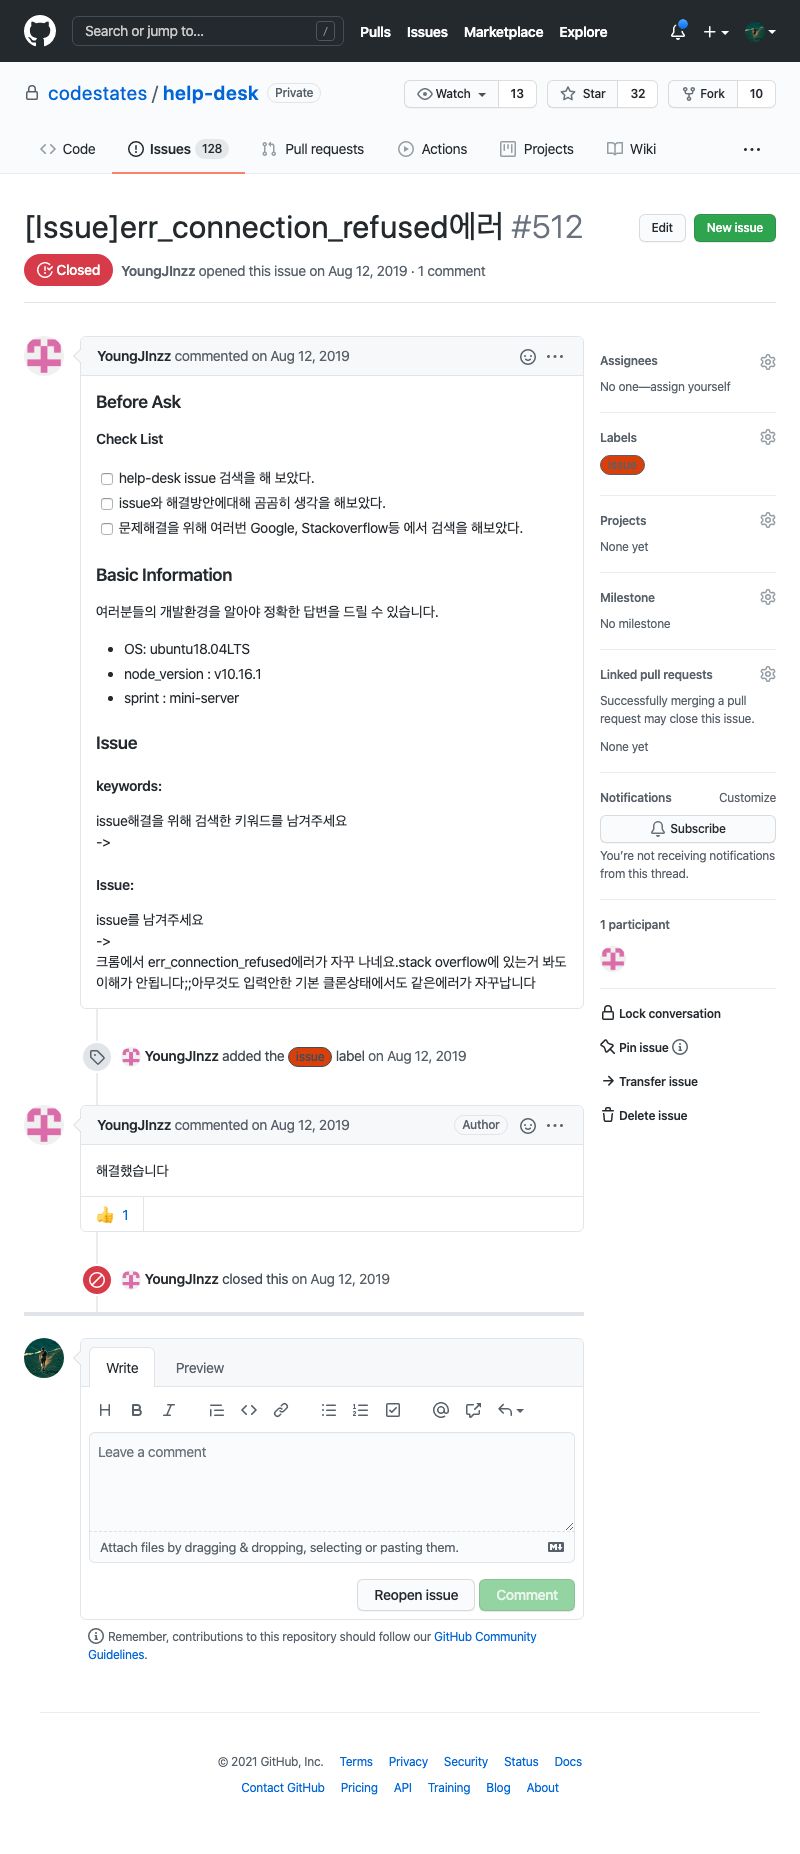 Search or jump to... /
Pulls Issues Marketplace Explore
codestates / help-desk Private
Watch 13 Star 32 Fork 10
Code Issues 128 Pull requests Actions Projects Wiki ...
[Issue]err_connection_refused에러 #512
Edit New issue
Closed YoungJInzz opened this issue on Aug 12, 2019 · 1 comment
YoungJInzz commented on Aug 12, 2019
Before Ask
Check List
help-desk issue 검색을 해 보았다.
issue와 해결방안에대해 곰곰히 생각을 해보았다.
문제해결을 위해 여러번 Google, Stackoverflow등 에서 검색을 해보았다.
Basic Information
여러분들의 개발환경을 알아야 정확한 답변을 드릴 수 있습니다.
• OS: ubuntu18.04LTS
• node_version : v10.16.1
• sprint : mini-server
Issue
keywords:
issue해결을 위해 검색한 키워드를 남겨주세요
->
Issue:
issue를 남겨주세요
->
크롬에서 err_connection_refused에러가 자꾸 나네요.stack overflow에 있는거 봐도
이해가 안됩니다;;아무것도 입력안한 기본 클론상태에서도 같은에러가 자꾸납니다
YoungJInzz added the issue label on Aug 12, 2019
YoungJInzz commented on Aug 12, 2019 Author
해결했습니다
👍 1
YoungJInzz closed this on Aug 12, 2019
Write Preview
H B I
Leave a comment
Attach files by dragging & dropping, selecting or pasting them.
Reopen issue Comment
Remember, contributions to this repository should follow our GitHub Community
Guidelines.
Assignees
No one—assign yourself
Labels
issue
Projects
None yet
Milestone
No milestone
Linked pull requests
Successfully merging a pull
request may close this issue.
None yet
Notifications Customize
Subscribe
You're not receiving notifications
from this thread.
1 participant
Lock conversation
Pin issue
Transfer issue
Delete issue
© 2021 GitHub, Inc. Terms Privacy Security Status Docs
Contact GitHub Pricing API Training Blog About